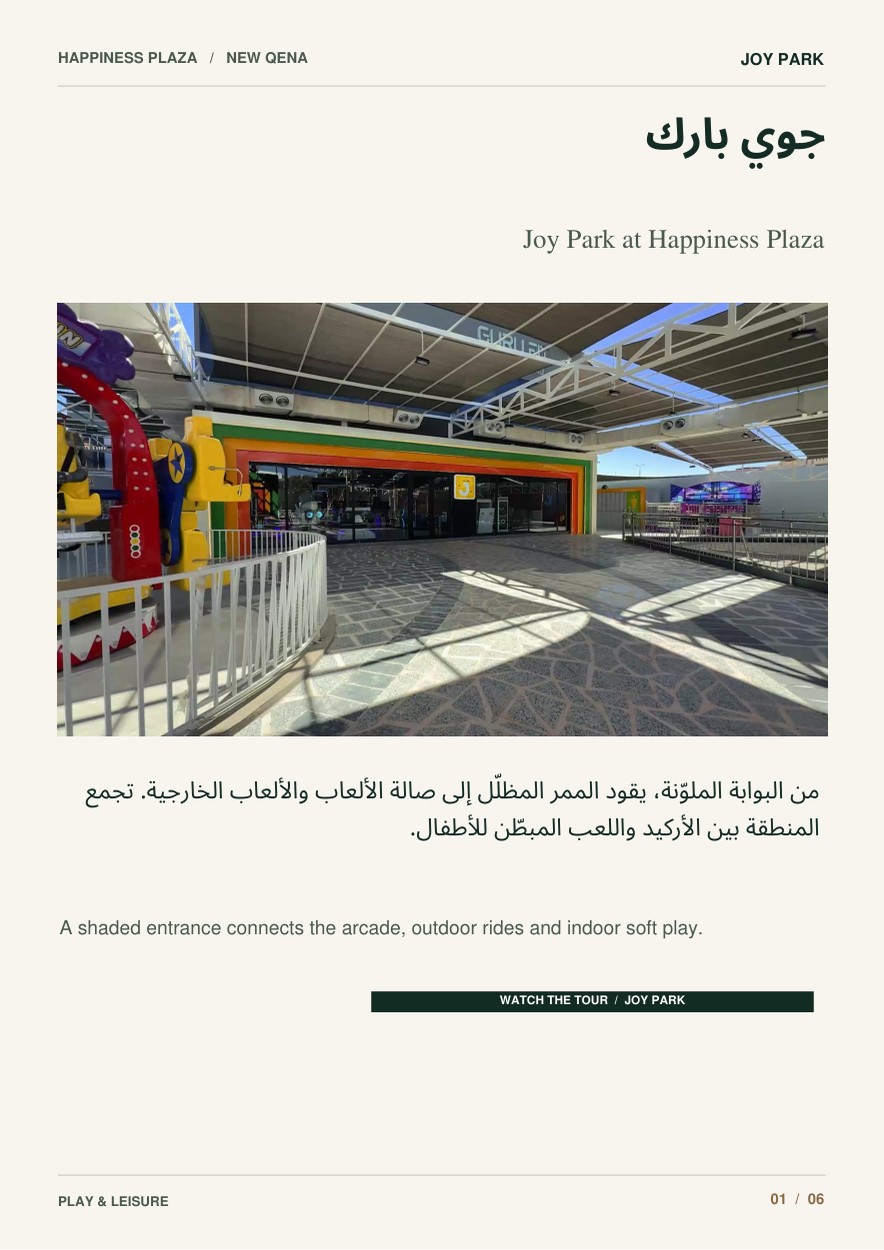 HAPPINESS PLAZA / NEW QENA
JOY PARK
جوي بارك
Joy Park at Happiness Plaza
من البوابة الملوّنة، يقود الممر المظلّل إلى صالة الألعاب والألعاب الخارجية. تجمع
المنطقة بين الأركيد واللعب المبطّن للأطفال.
A shaded entrance connects the arcade, outdoor rides and indoor soft play.
WATCH THE TOUR / JOY PARK
PLAY & LEISURE
01 / 06